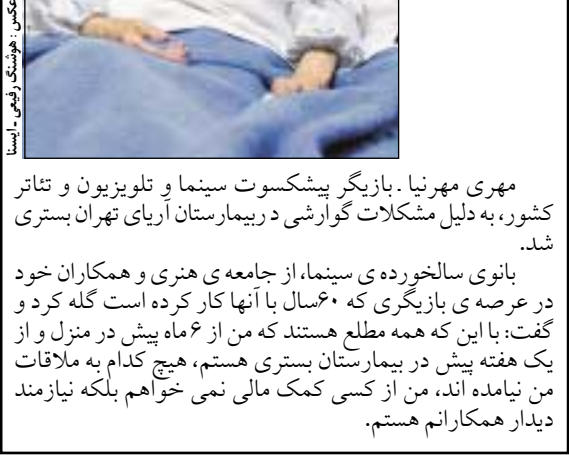 عکس : هوشنگ رفیعی - ایسنا
مهری مهرنیا ـ بازیگر پیشکسوت سینما و تلویزیون و تئاتر
کشور، به دلیل مشکلات گوارشی د ربیمارستان آریای تهران بستری
شد.
بانوی سالخورده ی سینما، از جامعه ی هنری و همکاران خود
در عرصه ی بازیگری که ۶۰سال با آنها کار کرده است گله کرد و
گفت: با این که همه مطلع هستند که من از ۶ ماه پیش در منزل و از
یک هفته پیش در بیمارستان بستری هستم، هیچ کدام به ملاقات
من نیامده اند، من از کسی کمک مالی نمی خواهم بلکه نیازمند
دیدار همکارانم هستم.